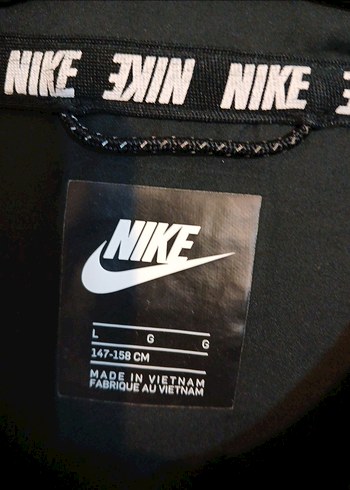 NIKE NIKE NIKE
NIKE
L G G
147-158 CM
MADE IN VIETNAM
FABRIQUE AU VIETNAM